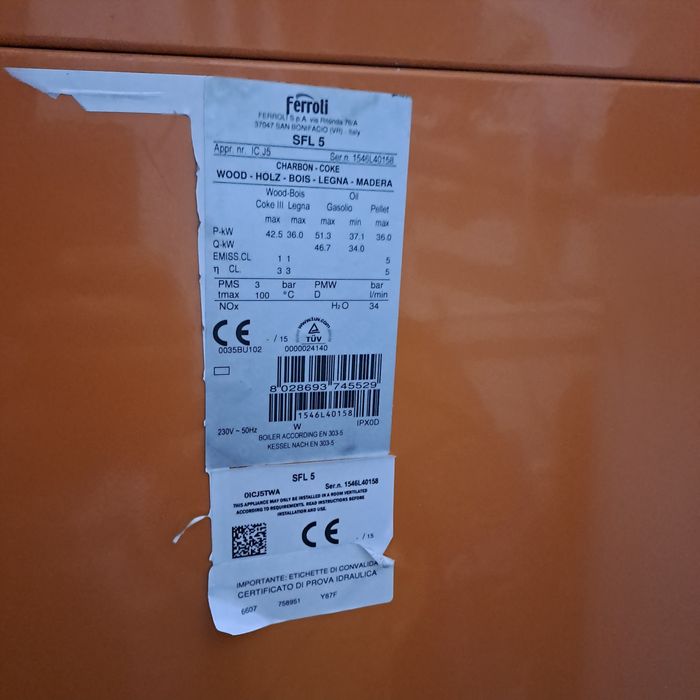 Ferroli
FERROLI S.p.A. via Ritonda 78/A
37047 SAN BONIFACIO (VR) - Italy
SFL 5
Appr. nr. IC.J5 Ser.n. 1546L40158
CHARBON - COKE
WOOD - HOLZ - BOIS - LEGNA - MADERA
Wood-Bois Oil
Coke III Legna Gasolio Pellet
max max max min max
P-kW 42.5 36.0 51.3 37.1 36.0
Q-kW 46.7 34.0
EMISS.CL 1 1 5
η CL. 3 3 5
PMS 3 bar PMW bar
tmax 100 °C D l/min
NOx H2O 34
CE - / 15 www.tuv.com TÜV
0035BU102 0000024140
8 028693 745529
1546L40158
230V ~ 50Hz W IPX0D
BOILER ACCORDING EN 303-5
KESSEL NACH EN 303-5
SFL 5
0ICJ5TWA Ser.n. 1546L40158
THIS APPLIANCE MAY ONLY BE INSTALLED IN A ROOM VENTILATED
ACCORDING TO REQUIREMENTS. READ INSTRUCTIONS BEFORE
INSTALLATION AND USE.
CE - / 15
IMPORTANTE: ETICHETTE DI CONVALIDA
CERTIFICATO DI PROVA IDRAULICA
6607 758951 Y87F